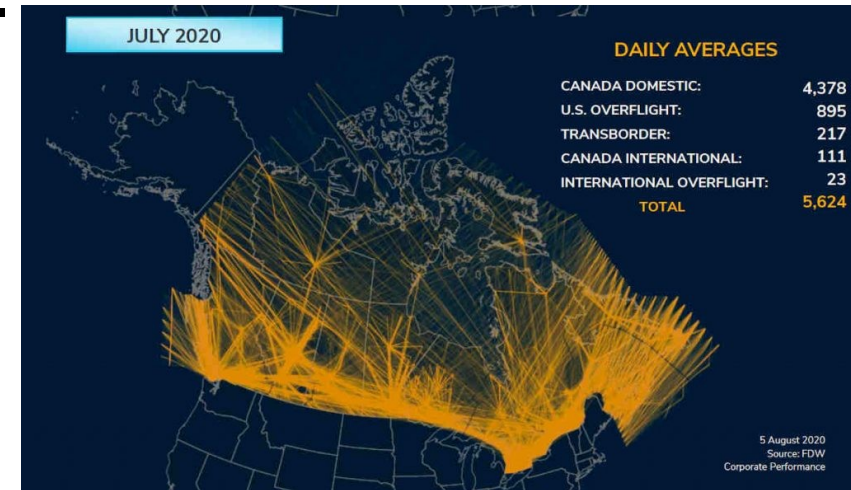 JULY 2020
DAILY AVERAGES
CANADA DOMESTIC: 4,378
U.S. OVERFLIGHT: 895
TRANSBORDER: 217
CANADA INTERNATIONAL: 111
INTERNATIONAL OVERFLIGHT: 23
TOTAL 5,624
5 August 2020
Source: FDW
Corporate Performance